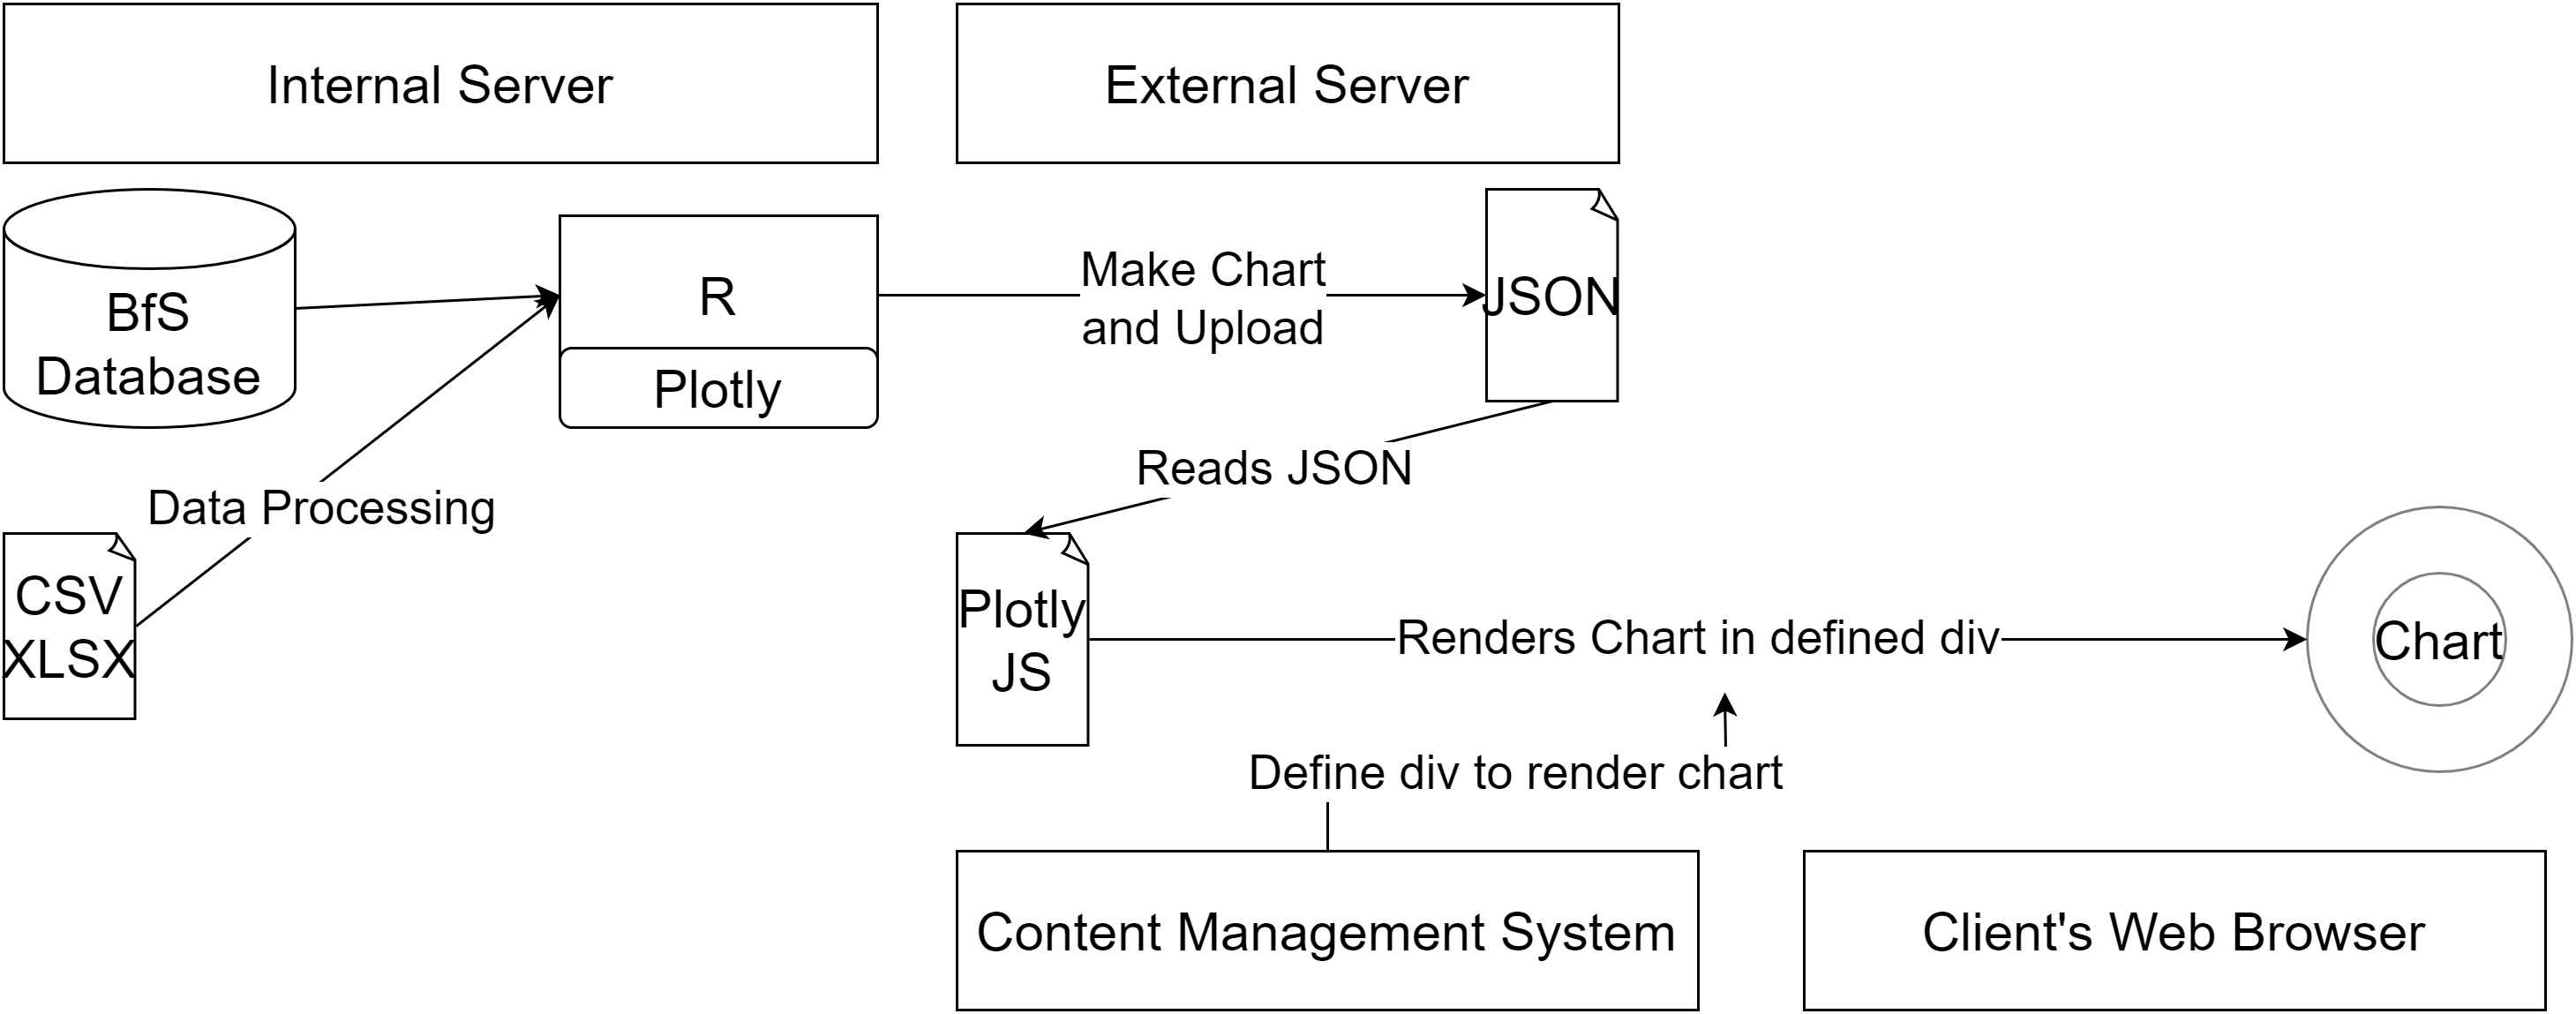 Internal Server
External Server
BfS
Database
R
Plotly
Make Chart
and Upload
JSON
Reads JSON
Data Processing
CSV
XLSX
Plotly
JS
Renders Chart in defined div
Chart
Define div to render chart
Content Management System
Client's Web Browser